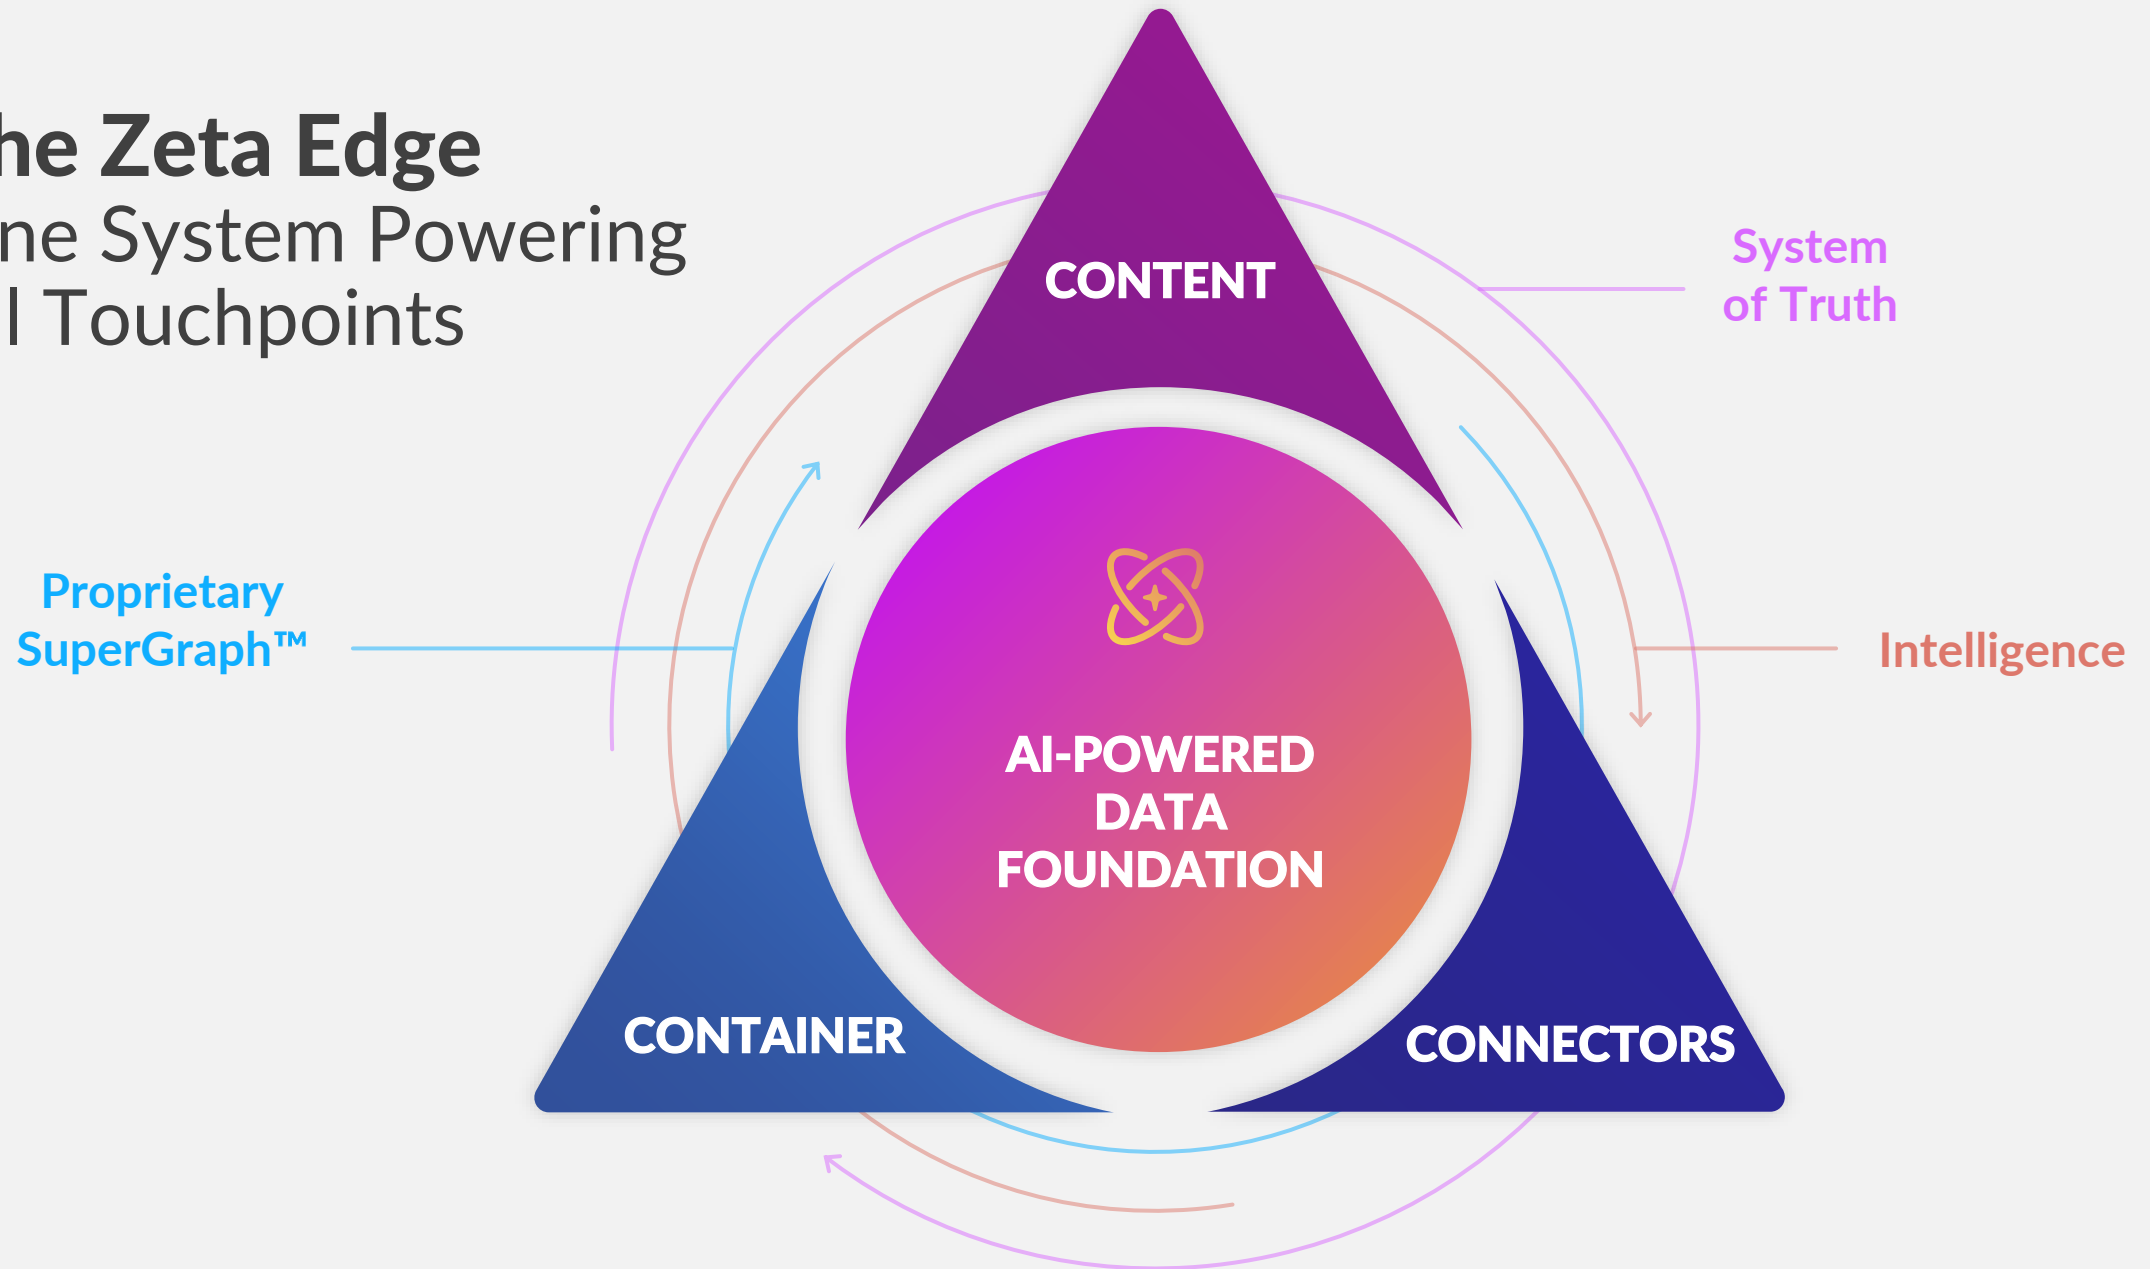 he Zeta Edge
ne System Powering
l Touchpoints
CONTENT
System
of Truth
Proprietary
SuperGraph™
Intelligence
AI-POWERED
DATA
FOUNDATION
CONTAINER
CONNECTORS